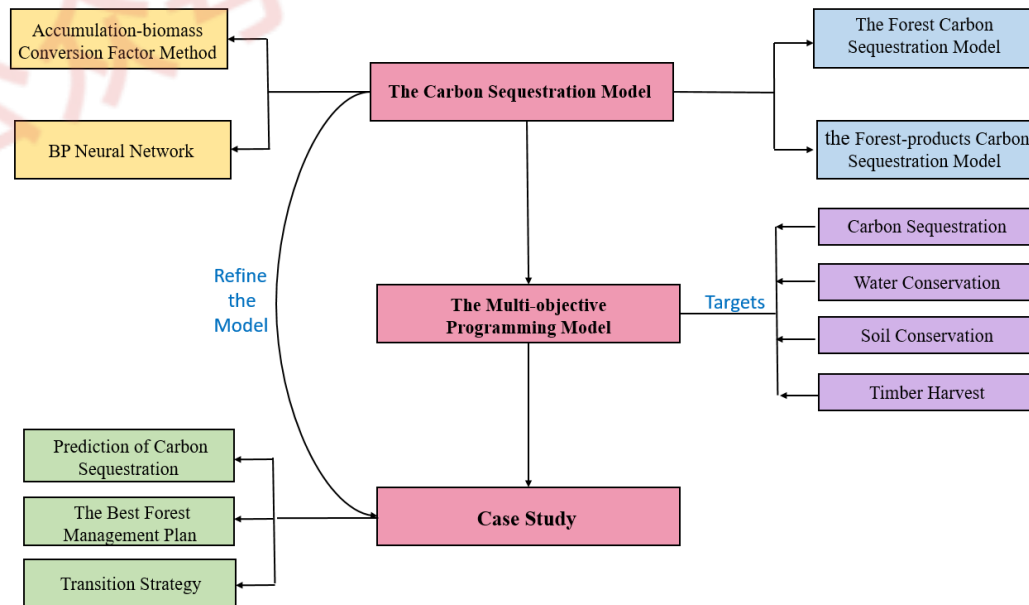 Accumulation-biomass
Conversion Factor Method
BP Neural Network
The Carbon Sequestration Model
The Forest Carbon
Sequestration Model
the Forest-products Carbon
Sequestration Model
Refine
the
Model
The Multi-objective
Programming Model
Targets
Carbon Sequestration
Water Conservation
Soil Conservation
Timber Harvest
Prediction of Carbon
Sequestration
The Best Forest
Management Plan
Transition Strategy
Case Study